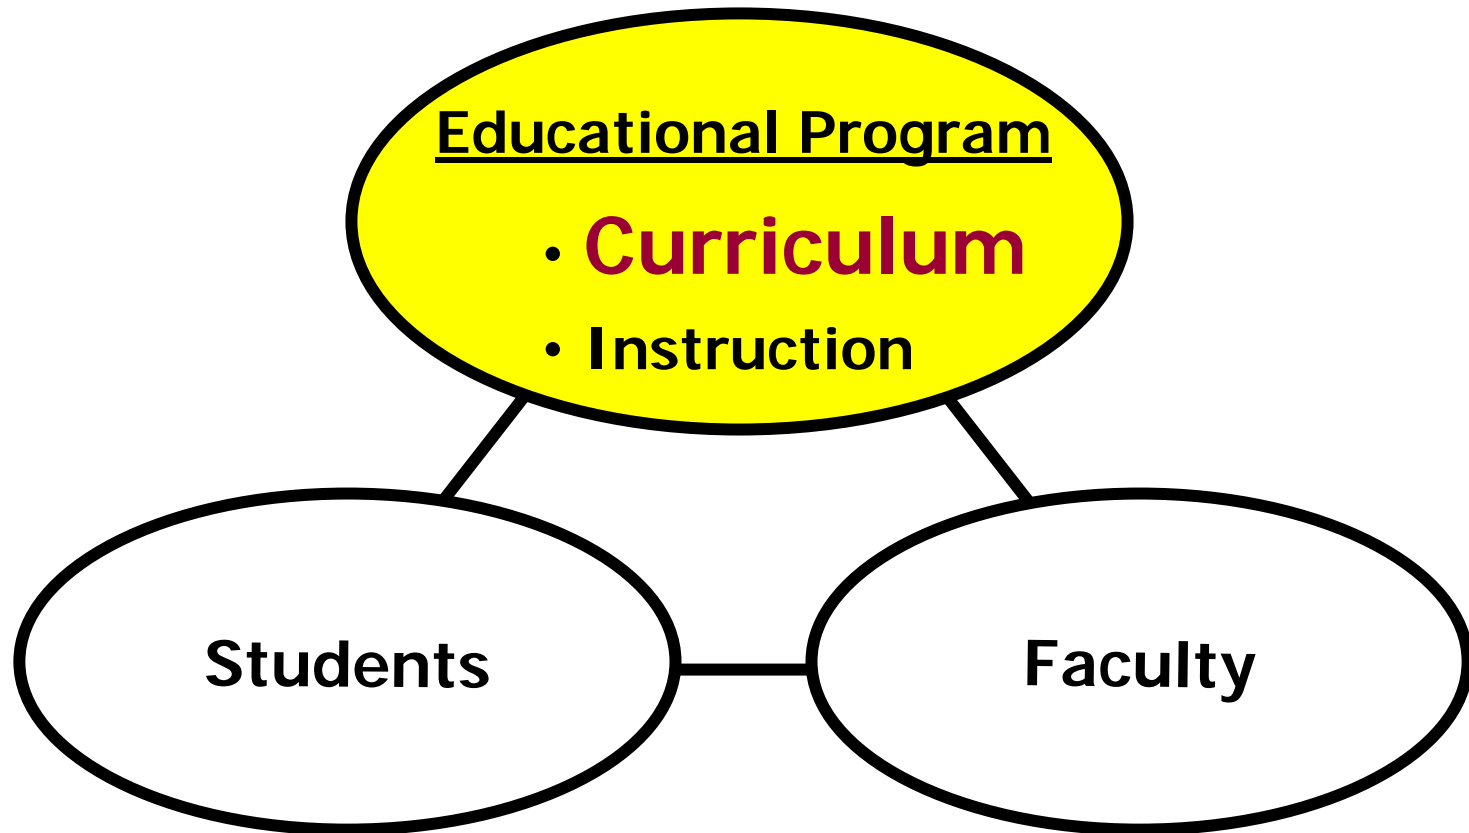 Educational Program
• Curriculum
• Instruction
Students
Faculty